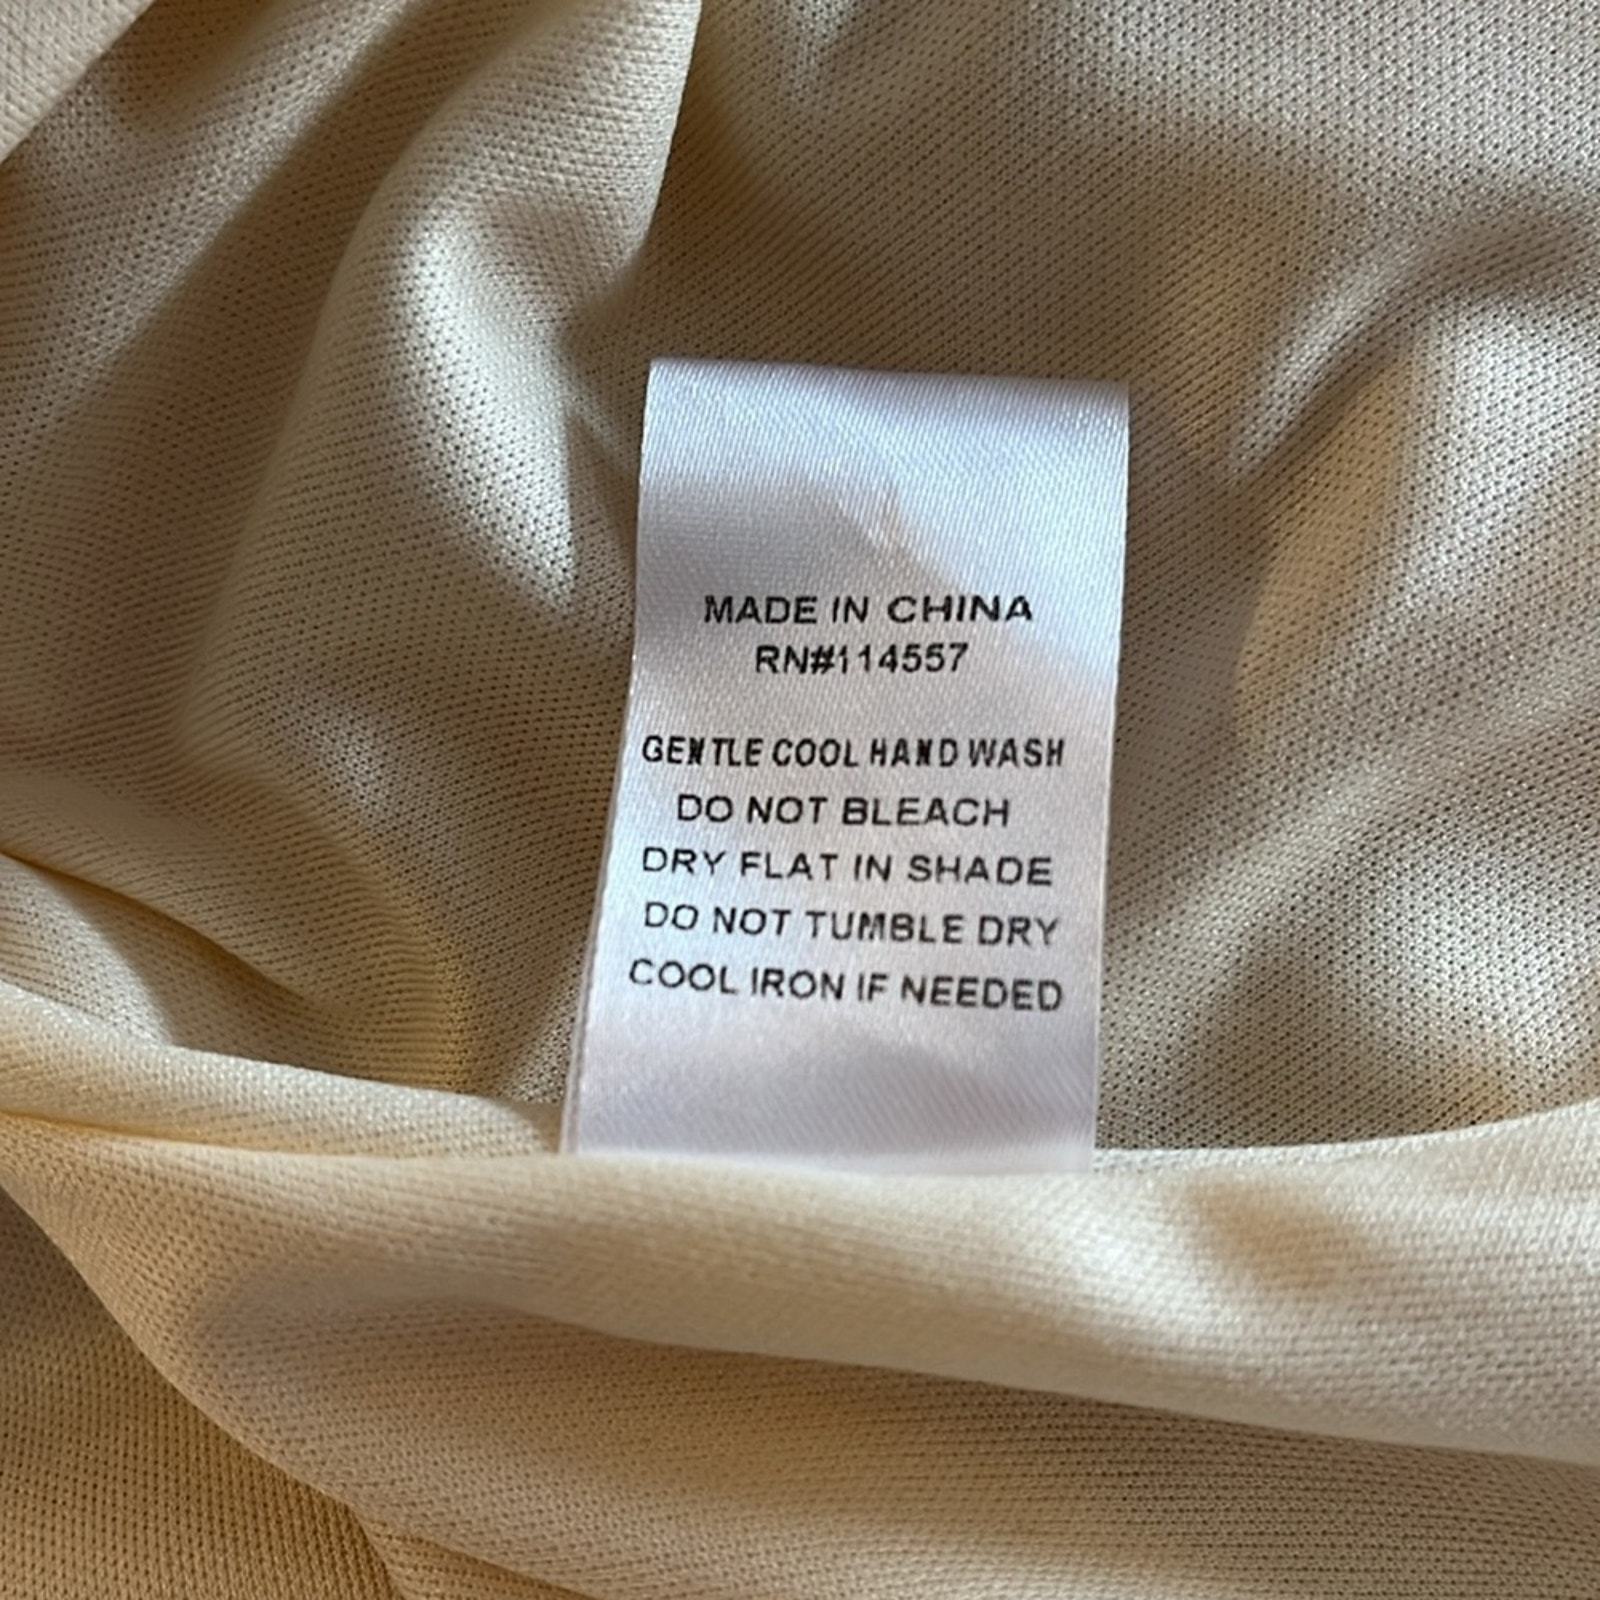 MADE IN CHINA
RN#114557
GENTLE COOL HAND WASH
DO NOT BLEACH
DRY FLAT IN SHADE
DO NOT TUMBLE DRY
COOL IRON IF NEEDED